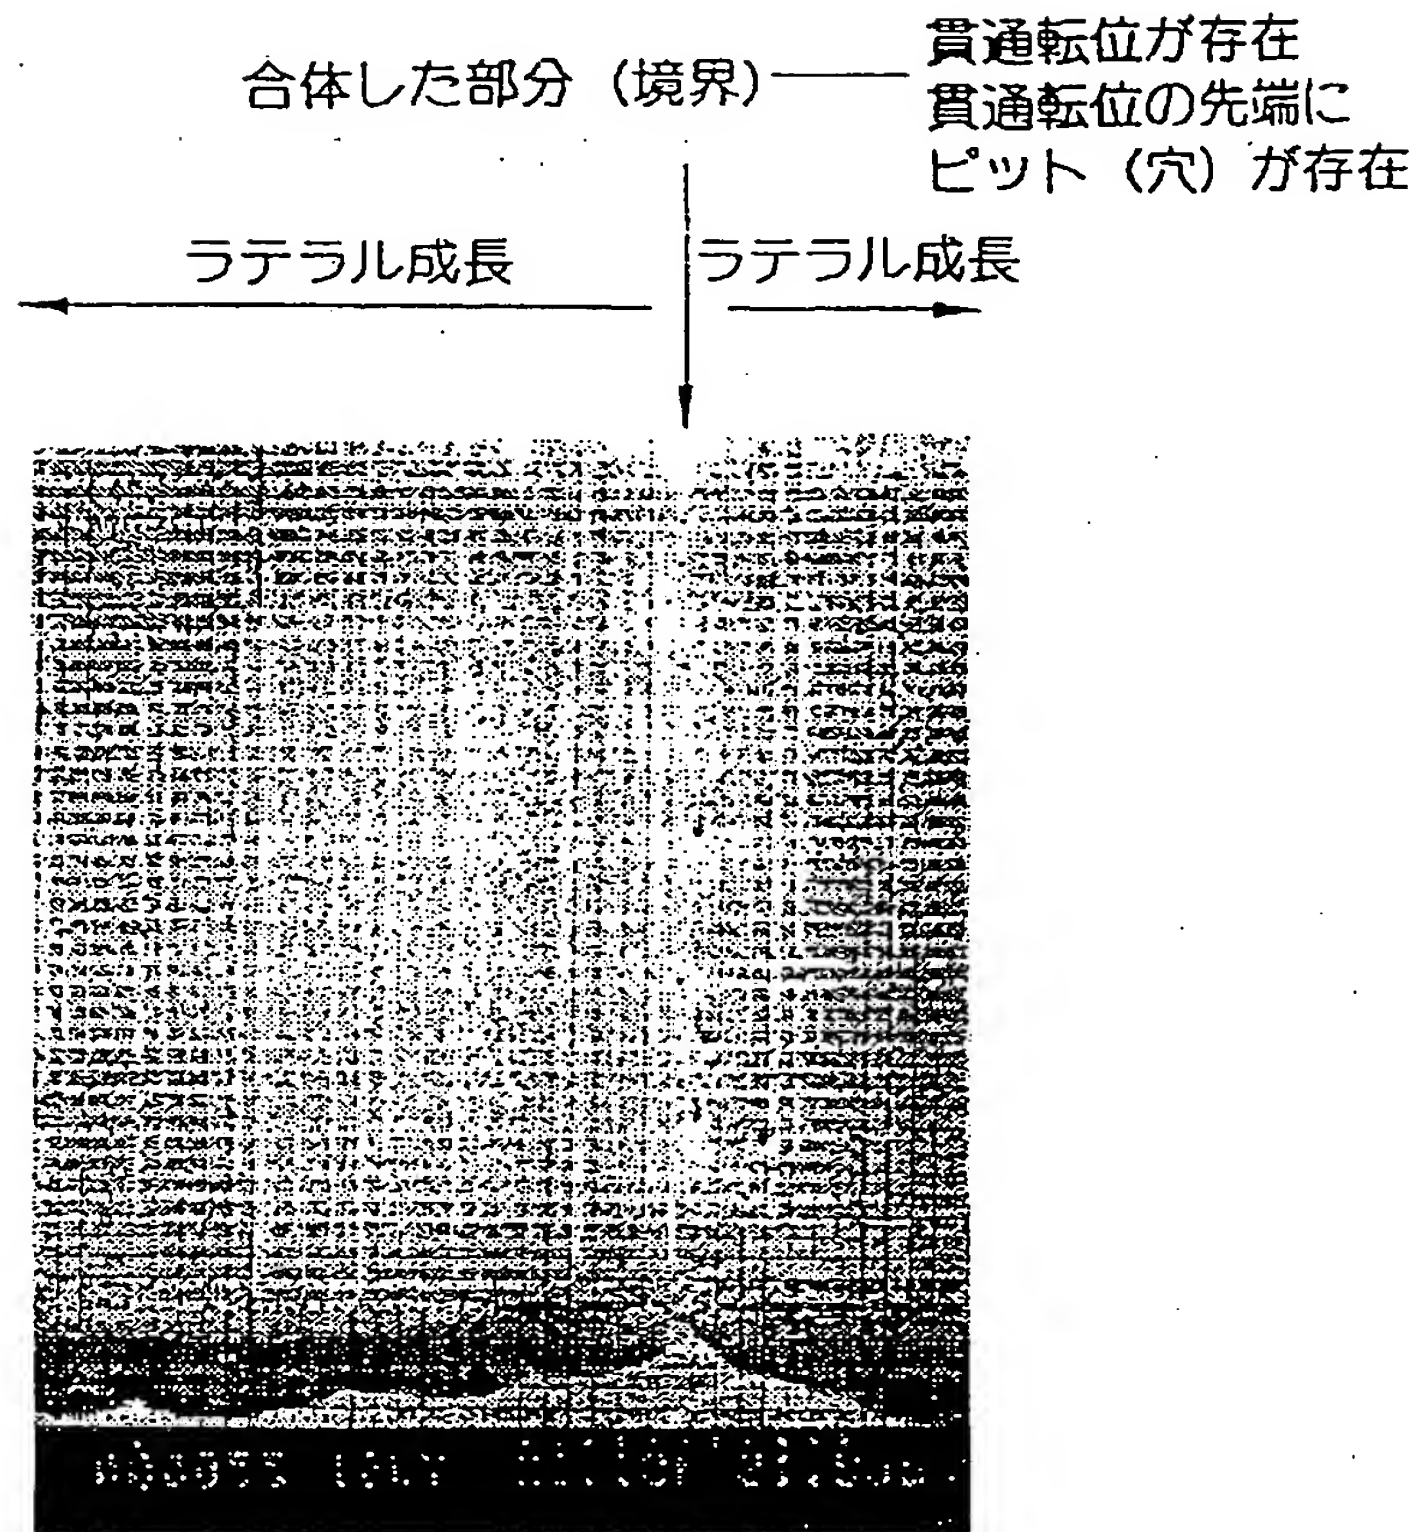 貫通転位が存在
合体した部分（境界）
貫通転位の先端に
ピット（穴）が存在
ラテラル成長
ラテラル成長